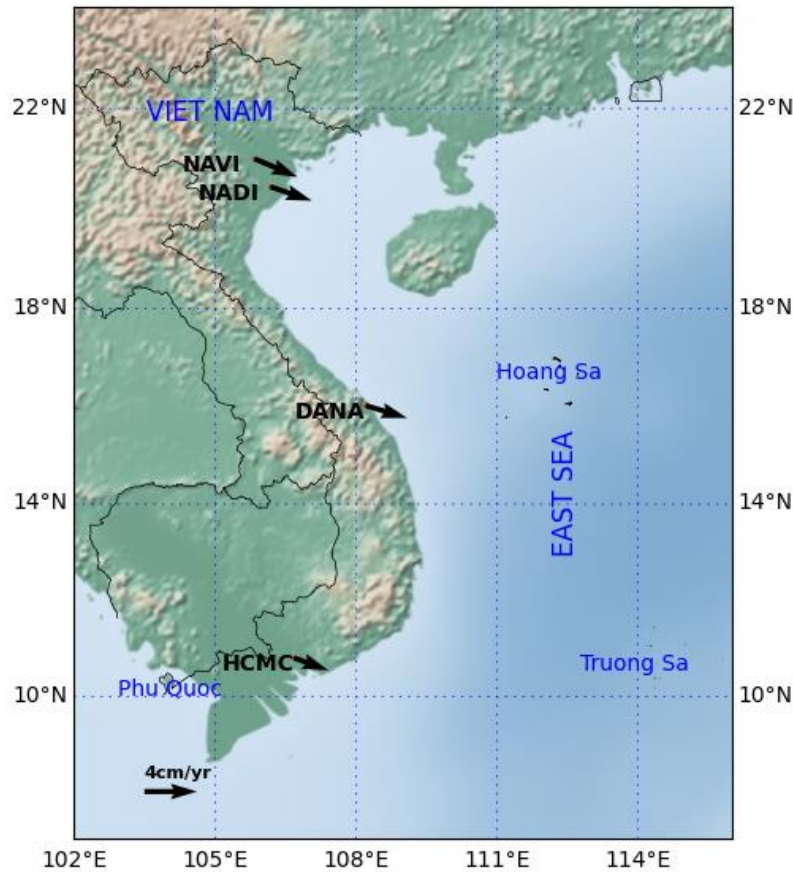 22°N
22°N
VIET NAM
NAVI
NADI
18°N
18°N
Hoang Sa
DANA
EAST SEA
14°N
14°N
HCMC
Truong Sa
Phu Quoc
10°N
10°N
4cm/yr
102°E
105°E
108°E
111°E
114°E